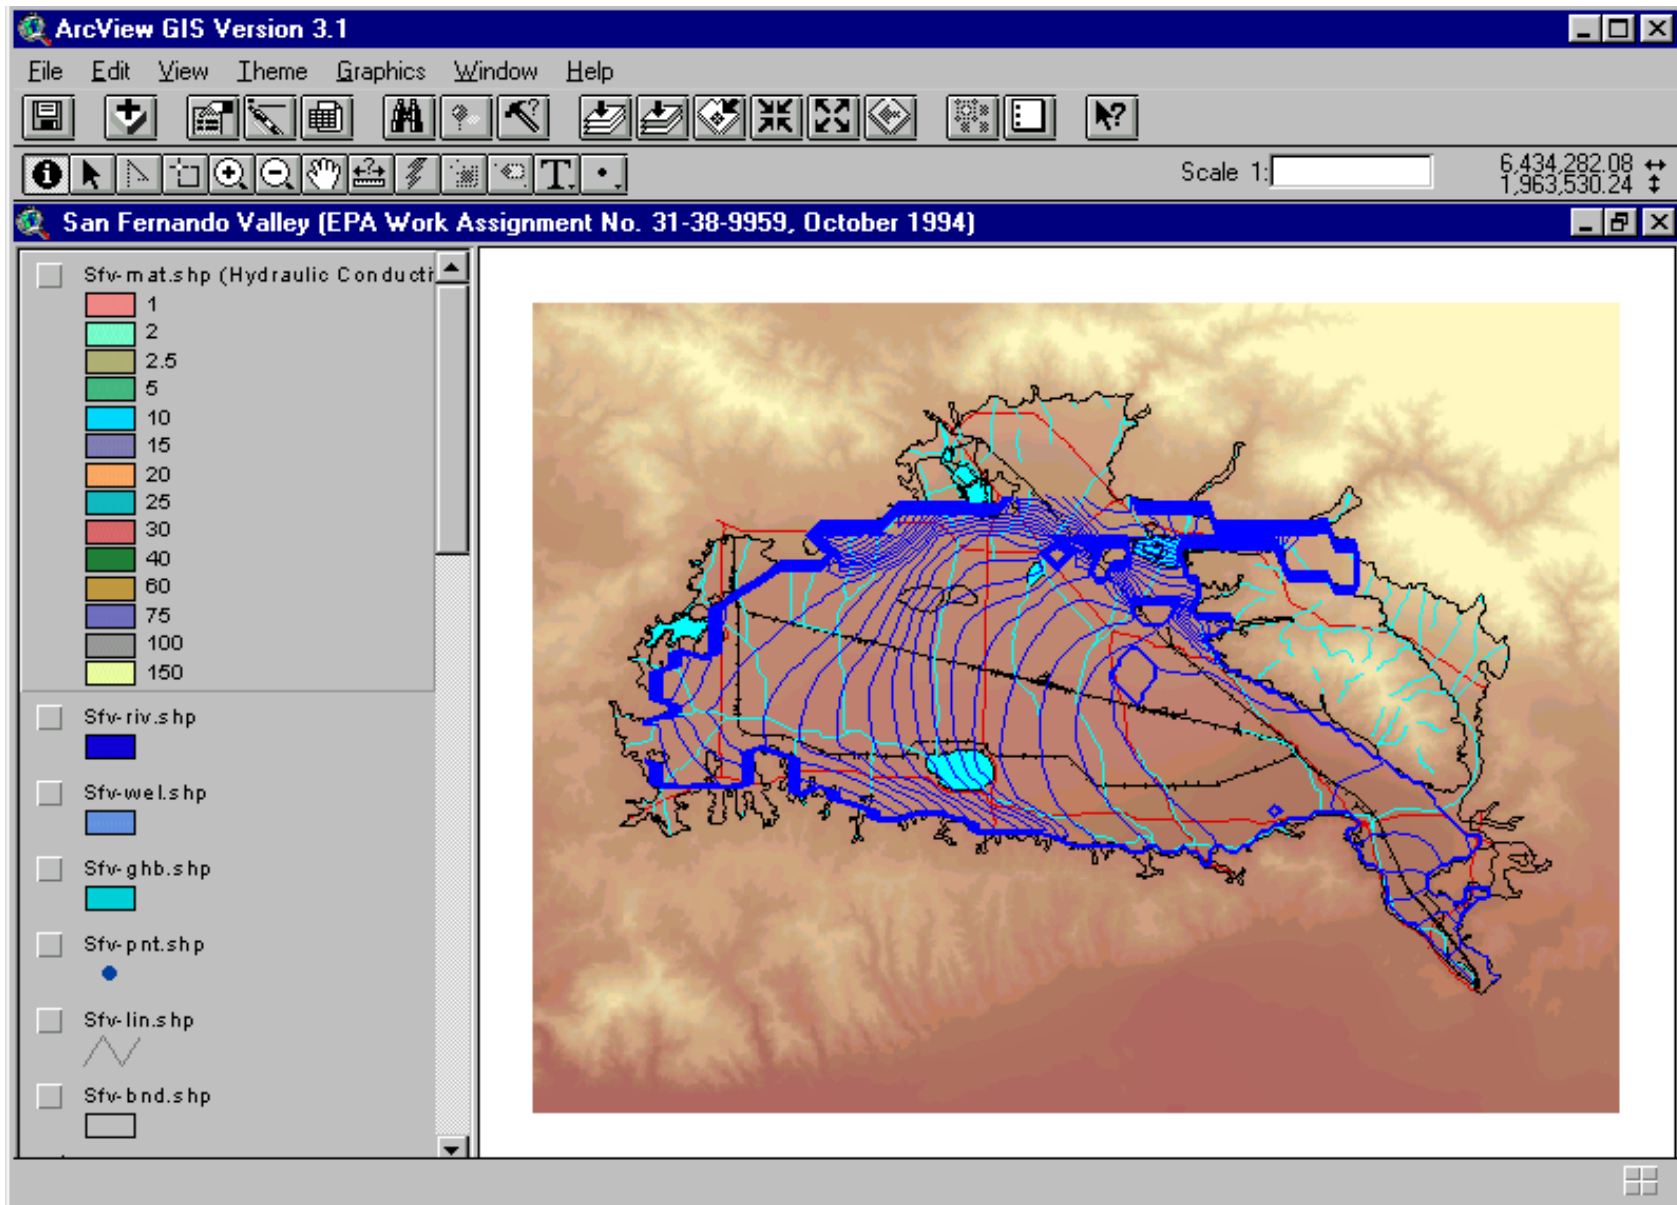 ArcView GIS Version 3.1
File Edit View Theme Graphics Window Help
Scale 1:
6,434,282.08
1,963,530.24
San Fernando Valley (EPA Work Assignment No. 31-38-9959, October 1994)
Sfv-mat.shp (Hydraulic Conducti
1
2
2.5
5
10
15
20
25
30
40
60
75
100
150
Sfv-riv.shp
Sfv-wel.shp
Sfv-ghb.shp
Sfv-pnt.shp
Sfv-lin.shp
Sfv-bnd.shp